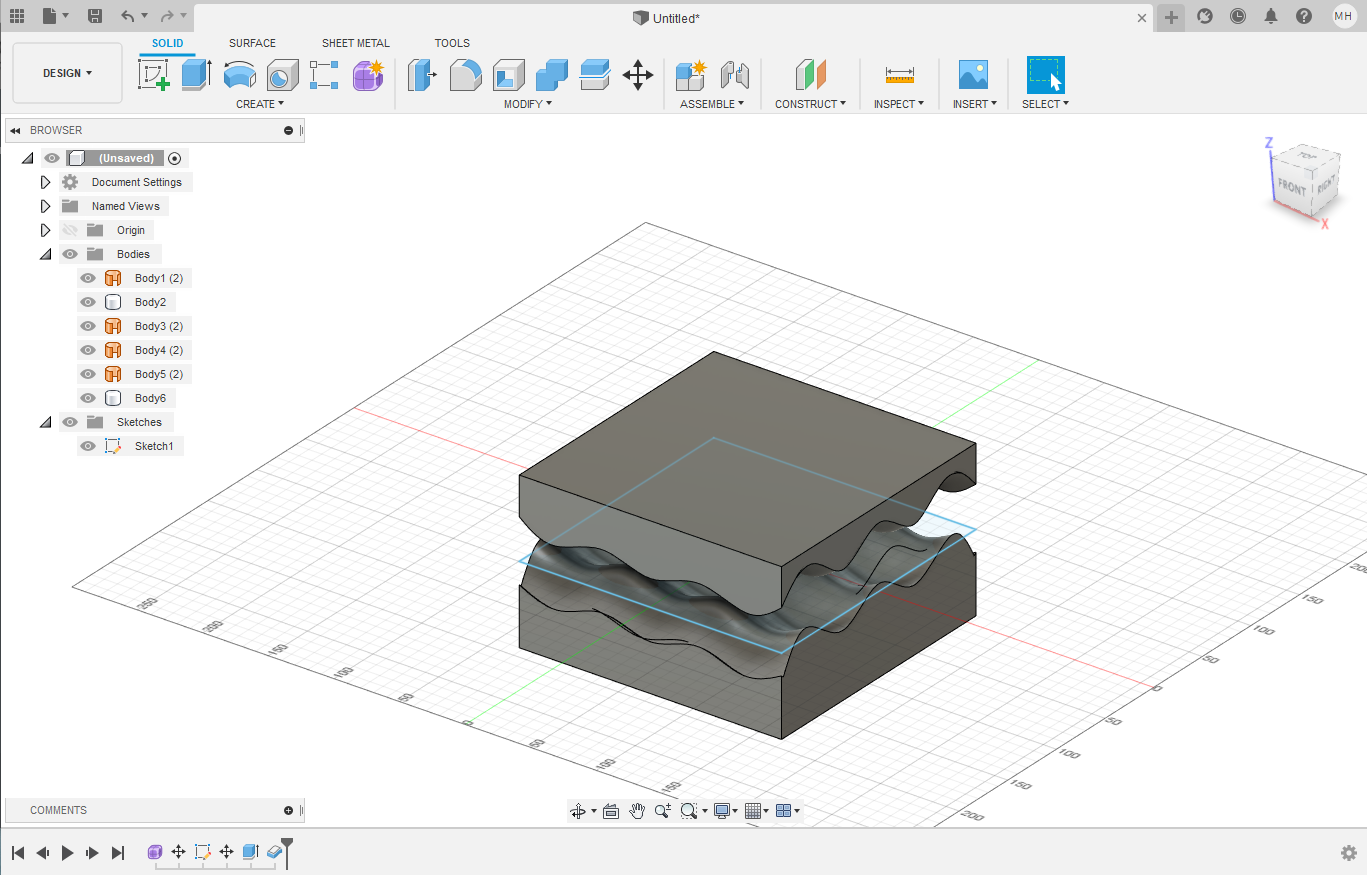 Untitled*
MH
DESIGN
SOLID
SURFACE
SHEET METAL
TOOLS
CREATE
MODIFY
ASSEMBLE
CONSTRUCT
INSPECT
INSERT
SELECT
BROWSER
(Unsaved)
Document Settings
Named Views
Origin
Bodies
Body1 (2)
Body2
Body3 (2)
Body4 (2)
Body5 (2)
Body6
Sketches
Sketch1
Z
TOP
FRONT
RIGHT
X
250
200
150
100
50
0
50
100
150
200
150
100
50
0
50
100
150
200
COMMENTS